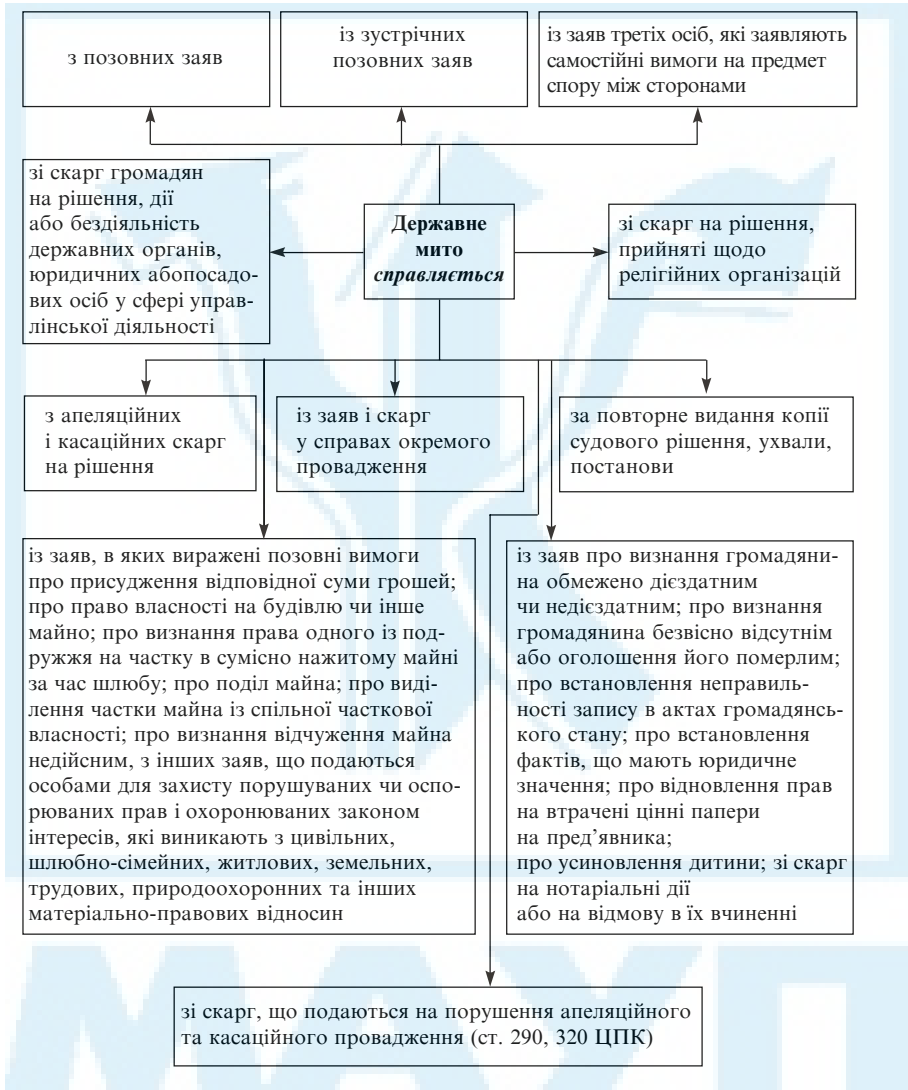 з позовних заяв
із зустрічних
позовних заяв
із заяв третіх осіб, які заявляють
самостійні вимоги на предмет
спору між сторонами
зі скарг громадян
на рішення, дії
або бездіяльність
державних органів,
юридичних абопосадо-
вих осіб у сфері управ-
лінської діяльності
Державне
мито
справляється
зі скарг на рішення,
прийняті щодо
релігійних організацій
з апеляційних
і касаційних скарг
на рішення
із заяв і скарг
у справах окремого
провадження
за повторне видання копії
судового рішення, ухвали,
постанови
із заяв, в яких виражені позовні вимоги
про присудження відповідної суми грошей;
про право власності на будівлю чи інше
майно; про визнання права одного із под-
ружжя на частку в сумісно нажитому майні
за час шлюбу; про поділ майна; про виді-
лення частки майна із спільної часткової
власності; про визнання відчуження майна
недійсним, з інших заяв, що подаються
особами для захисту порушуваних чи оспо-
рюваних прав і охоронюваних законом
інтересів, які виникають з цивільних,
шлюбно-сімейних, житлових, земельних,
трудових, природоохоронних та інших
матеріально-правових відносин
із заяв про визнання громадяни-
на обмежено дієздатним
чи недієздатним; про визнання
громадянина безвісно відсутнім
або оголошення його померлим;
про встановлення неправиль-
ності запису в актах громадянсь-
кого стану; про встановлення
фактів, що мають юридичне
значення; про відновлення прав
на втрачені цінні папери
на пред’явника;
про усиновлення дитини; зі скарг
на нотаріальні дії
або на відмову в їх вчиненні
зі скарг, що подаються на порушення апеляційного
та касаційного провадження (ст. 290, 320 ЦПК)
МАУП